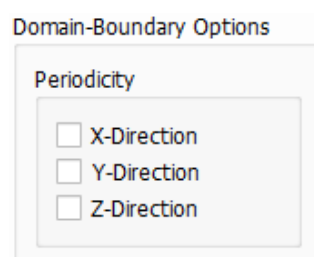 Domain-Boundary Options
Periodicity
X-Direction
Y-Direction
Z-Direction